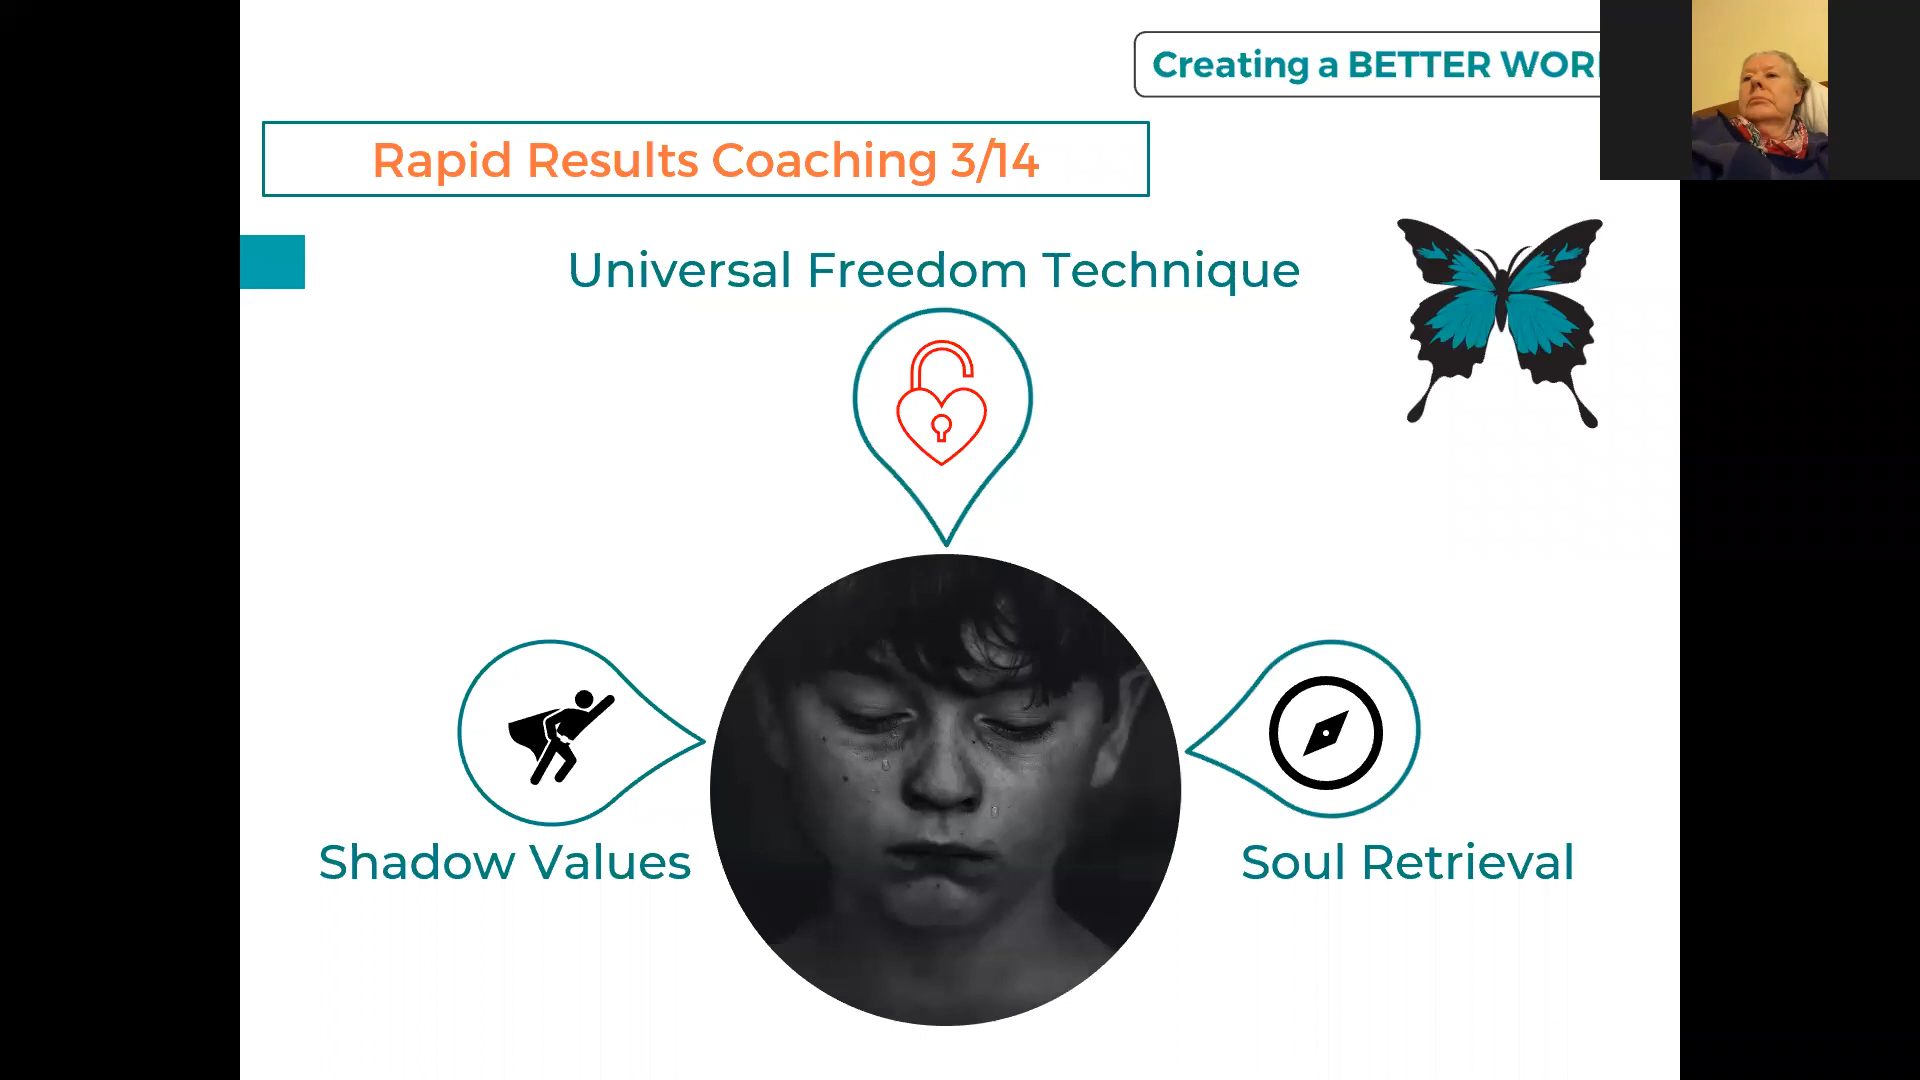 Creating a BETTER WOR
Rapid Results Coaching 3/14
Universal Freedom Technique
Shadow Values
Soul Retrieval